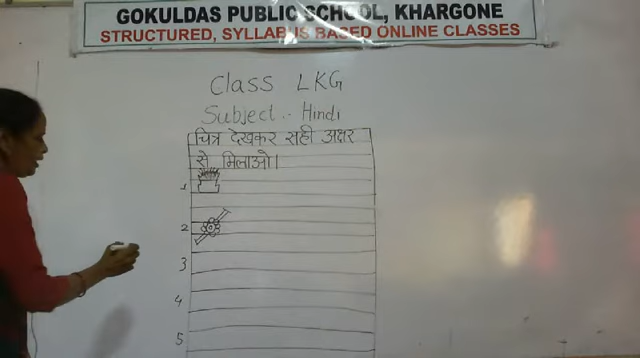 GOKULDAS PUBLIC SCHOOL, KHARGONE
STRUCTURED, SYLLABUS BASED ONLINE CLASSES
Class LKG
Subject :- Hindi
चित्र देखकर सही अक्षर
से मिलाओ।
1
2
3
4
5